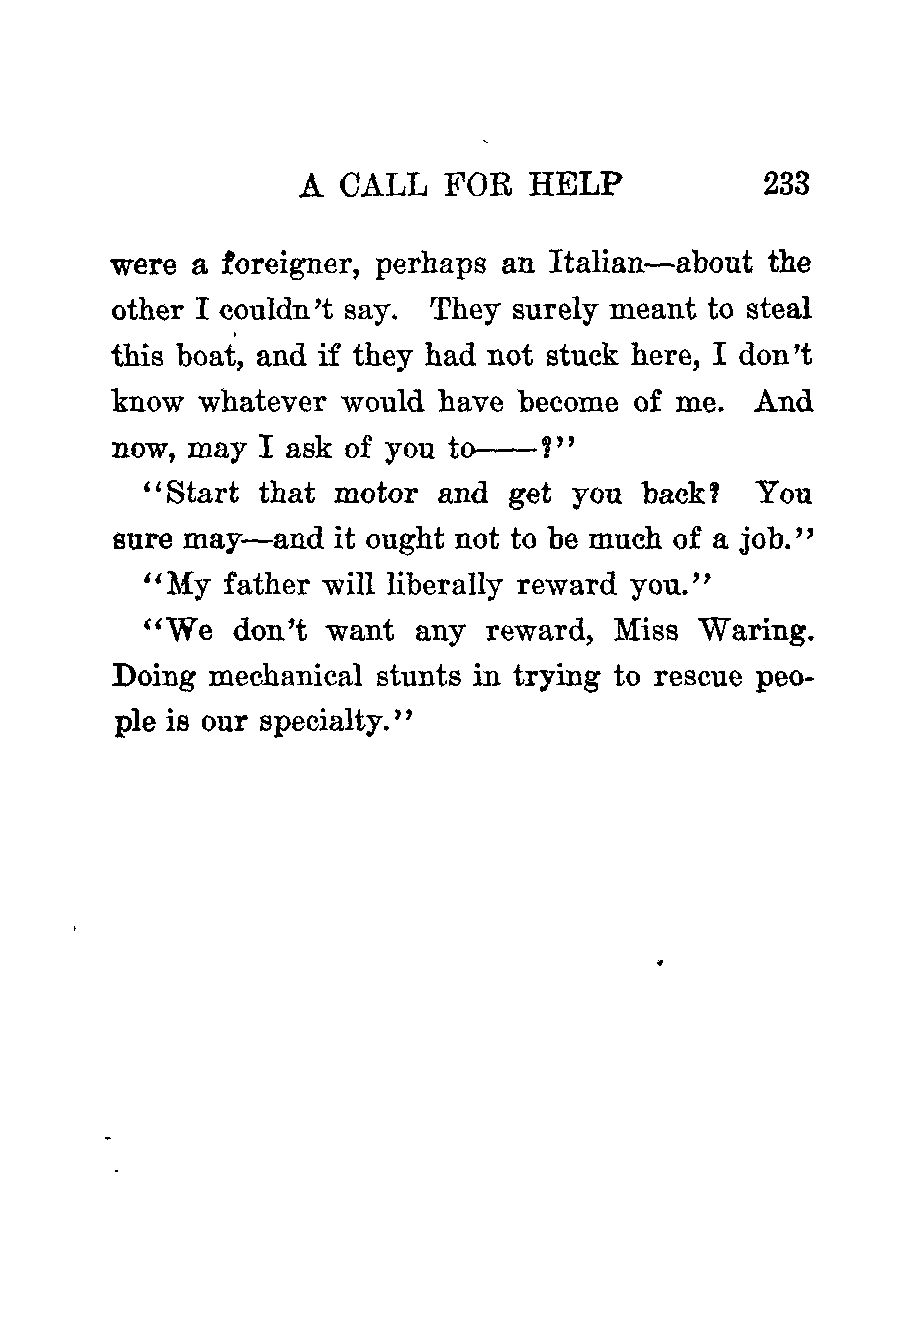 A CALL FOR HELP 233
were a foreigner, perhaps an Italian—about the
other I couldn't say. They surely meant to steal
this boat, and if they had not stuck here, I don't
know whatever would have become of me. And
now, may I ask of you to——?"
"Start that motor and get you back? You
sure may—and it ought not to be much of a job."
"My father will liberally reward you."
"We don't want any reward, Miss Waring.
Doing mechanical stunts in trying to rescue peo-
ple is our specialty."